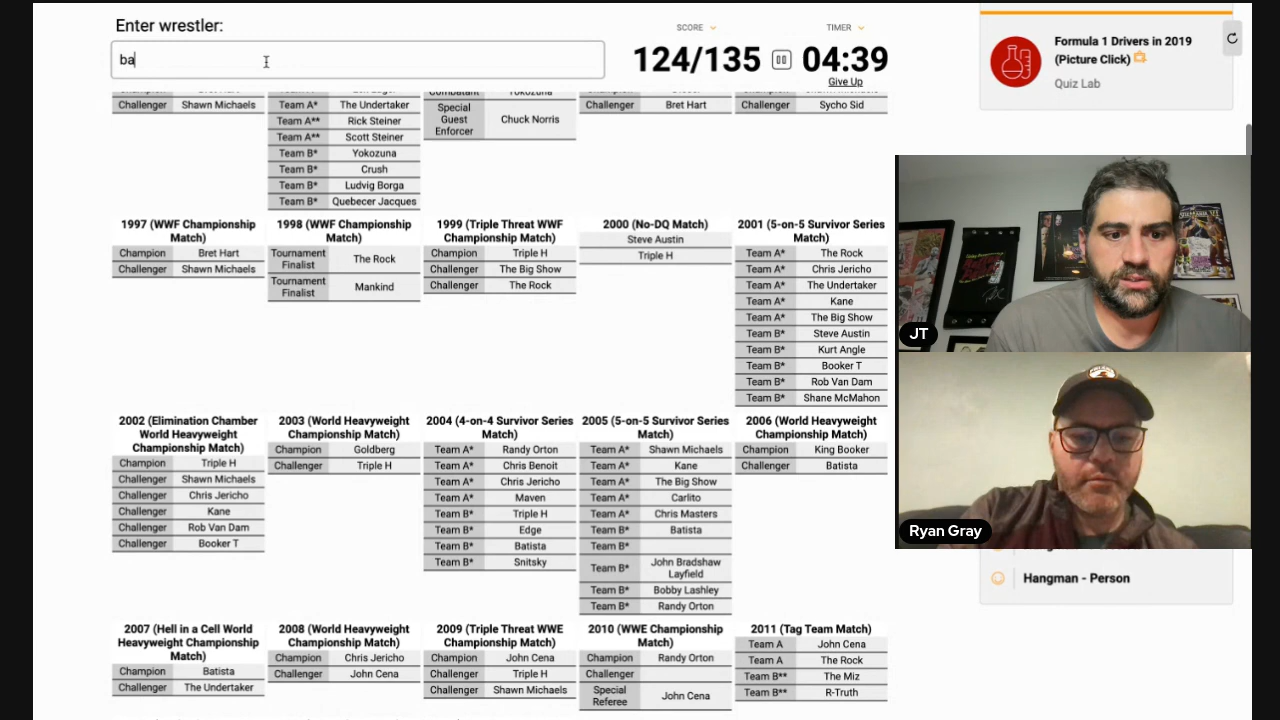 Enter wrestler:
ba
SCORE
124/135
TIMER
04:39
Give Up
Formula 1 Drivers in 2019
(Picture Click)
Quiz Lab
Challenger Shawn Michaels
Team A* The Undertaker
Team A** Rick Steiner
Team A** Scott Steiner
Team B* Yokozuna
Team B* Crush
Team B* Ludvig Borga
Team B* Quebecer Jacques
Combatant Yokozuna
Special
Guest
Enforcer
Chuck Norris
Challenger Bret Hart
Challenger Sycho Sid
1997 (WWF Championship
Match)
Champion Bret Hart
Challenger Shawn Michaels
1998 (WWF Championship
Match)
Tournament
Finalist
The Rock
Tournament
Finalist
Mankind
1999 (Triple Threat WWF
Championship Match)
Champion Triple H
Challenger The Big Show
Challenger The Rock
2000 (No-DQ Match)
Steve Austin
Triple H
2001 (5-on-5 Survivor Series
Match)
Team A* The Rock
Team A* Chris Jericho
Team A* The Undertaker
Team A* Kane
Team A* The Big Show
Team B* Steve Austin
Team B* Kurt Angle
Team B* Booker T
Team B* Rob Van Dam
Team B* Shane McMahon
2002 (Elimination Chamber
World Heavyweight
Championship Match)
Champion Triple H
Challenger Shawn Michaels
Challenger Chris Jericho
Challenger Kane
Challenger Rob Van Dam
Challenger Booker T
2003 (World Heavyweight
Championship Match)
Champion Goldberg
Challenger Triple H
2004 (4-on-4 Survivor Series
Match)
Team A* Randy Orton
Team A* Chris Benoit
Team A* Chris Jericho
Team A* Maven
Team B* Triple H
Team B* Edge
Team B* Batista
Team B* Snitsky
2005 (5-on-5 Survivor Series
Match)
Team A* Shawn Michaels
Team A* Kane
Team A* The Big Show
Team A* Carlito
Team A* Chris Masters
Team B* Batista
Team B*
Team B* John Bradshaw
Layfield
Team B* Bobby Lashley
Team B* Randy Orton
2006 (World Heavyweight
Championship Match)
Champion King Booker
Challenger Batista
2007 (Hell in a Cell World
Heavyweight Championship
Match)
Champion Batista
Challenger The Undertaker
2008 (World Heavyweight
Championship Match)
Champion Chris Jericho
Challenger John Cena
2009 (Triple Threat WWE
Championship Match)
Champion John Cena
Challenger Triple H
Challenger Shawn Michaels
2010 (WWE Championship
Match)
Champion Randy Orton
Challenger
Special
Referee
John Cena
2011 (Tag Team Match)
Team A John Cena
Team A The Rock
Team B** The Miz
Team B** R-Truth
JT
Ryan Gray
Hangman - Person